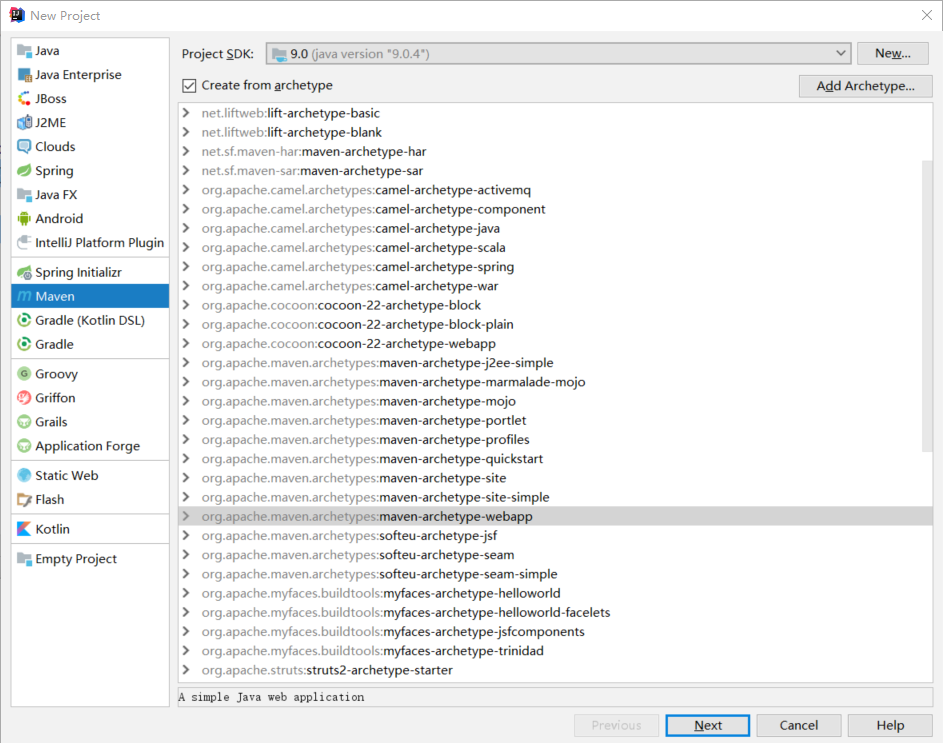 New Project
Java
Java Enterprise
JBoss
J2ME
Clouds
Spring
Java FX
Android
IntelliJ Platform Plugin
Spring Initializr
Maven
Gradle (Kotlin DSL)
Gradle
Groovy
Griffon
Grails
Application Forge
Static Web
Flash
Kotlin
Empty Project
Project SDK: 9.0 (java version "9.0.4") New...
Create from archetype Add Archetype...
net.liftweb:lift-archetype-basic
net.liftweb:lift-archetype-blank
net.sf.maven-har:maven-archetype-har
net.sf.maven-sar:maven-archetype-sar
org.apache.camel.archetypes:camel-archetype-activemq
org.apache.camel.archetypes:camel-archetype-component
org.apache.camel.archetypes:camel-archetype-java
org.apache.camel.archetypes:camel-archetype-scala
org.apache.camel.archetypes:camel-archetype-spring
org.apache.camel.archetypes:camel-archetype-war
org.apache.cocoon:cocoon-22-archetype-block
org.apache.cocoon:cocoon-22-archetype-block-plain
org.apache.cocoon:cocoon-22-archetype-webapp
org.apache.maven.archetypes:maven-archetype-j2ee-simple
org.apache.maven.archetypes:maven-archetype-marmalade-mojo
org.apache.maven.archetypes:maven-archetype-mojo
org.apache.maven.archetypes:maven-archetype-portlet
org.apache.maven.archetypes:maven-archetype-profiles
org.apache.maven.archetypes:maven-archetype-quickstart
org.apache.maven.archetypes:maven-archetype-site
org.apache.maven.archetypes:maven-archetype-site-simple
org.apache.maven.archetypes:maven-archetype-webapp
org.apache.maven.archetypes:softeu-archetype-jsf
org.apache.maven.archetypes:softeu-archetype-seam
org.apache.maven.archetypes:softeu-archetype-seam-simple
org.apache.myfaces.buildtools:myfaces-archetype-helloworld
org.apache.myfaces.buildtools:myfaces-archetype-helloworld-facelets
org.apache.myfaces.buildtools:myfaces-archetype-jsfcomponents
org.apache.myfaces.buildtools:myfaces-archetype-trinidad
org.apache.struts:struts2-archetype-starter
A simple Java web application
Previous Next Cancel Help